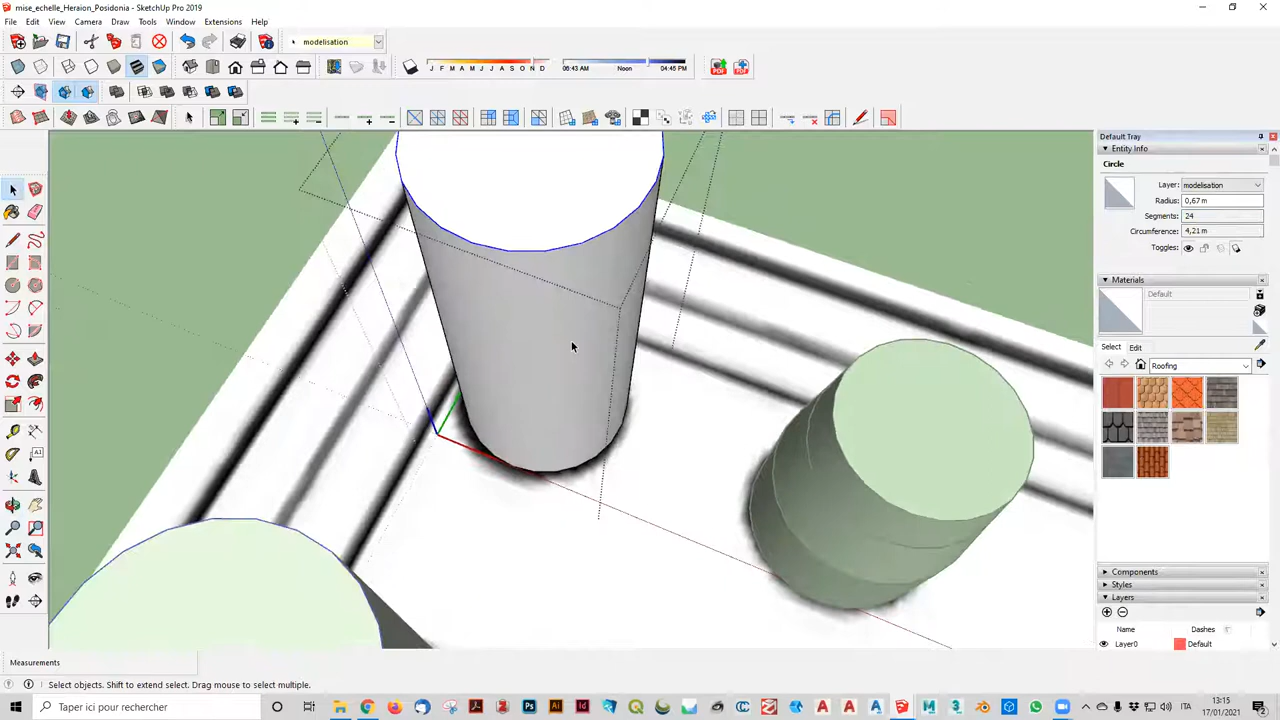 mise_echelle_Heraion_Posidonia - SketchUp Pro 2019
File Edit View Camera Draw Tools Window Extensions Help
modelisation
J F M A M J J A S O N D 06:43 AM Noon 04:45 PM
PDF PDF
Default Tray
Entity Info
Circle
Layer: modelisation
Radius: 0,67 m
Segments: 24
Circumference: 4,21 m
Toggles:
Materials
Default
Select Edit
Roofing
Components
Styles
Layers
Name Dashes
Layer0 Default
Measurements
Select objects. Shift to extend select. Drag mouse to select multiple.
Taper ici pour rechercher
ITA
13:15
17/01/2021